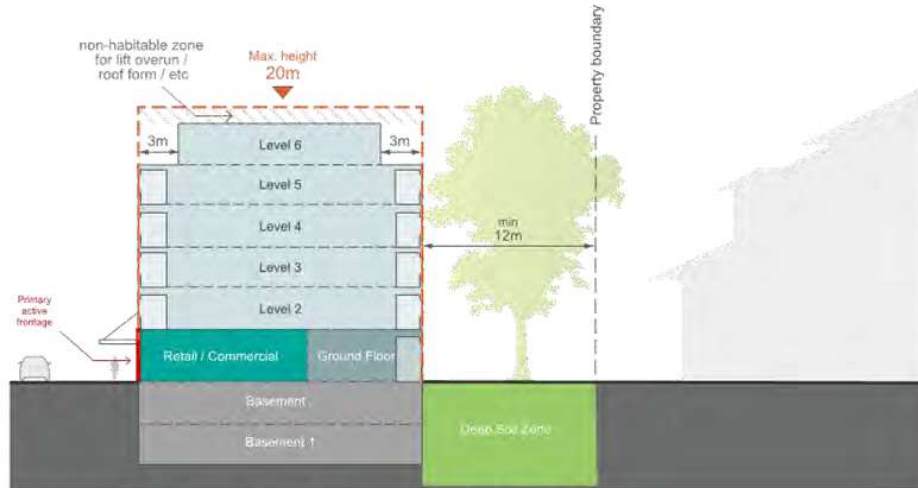 non-habitable zone
for lift overun /
roof form / etc
Max. height
20m
Property boundary
3m
3m
Level 6
Level 5
Level 4
min
12m
Level 3
Level 2
Primary
active
frontage
Retail / Commercial
Ground Floor
Basement
Deep Soil Zone
Basement 1